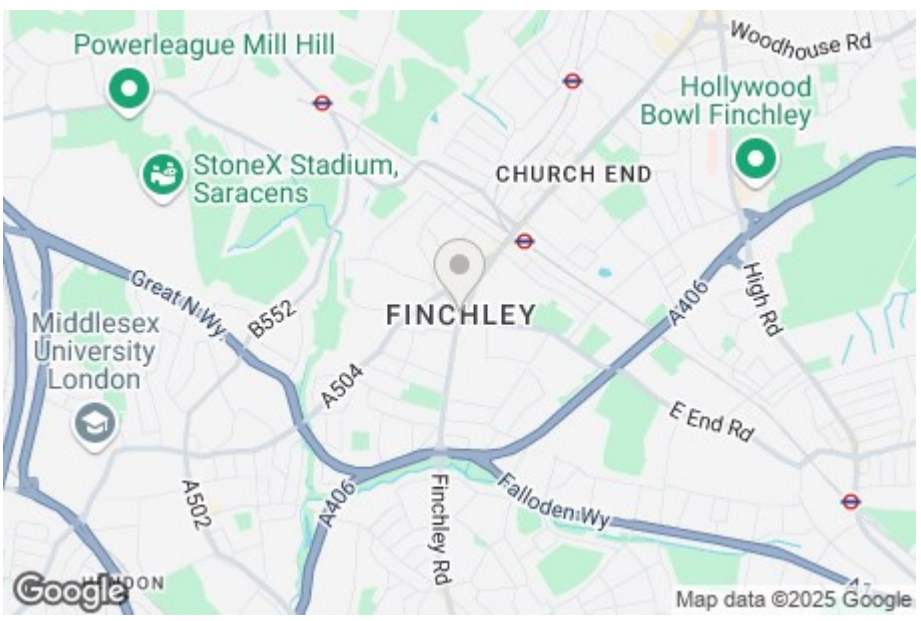 Woodhouse Rd
Powerleague Mill Hill
Hollywood
Bowl Finchley
StoneX Stadium,
Saracens
CHURCH END
Great N Wy.
B552
A406
High Rd
FINCHLEY
Middlesex
University
London
A504
E End Rd
A502
A406
Finchley Rd
Falloden Wy
Google
Map data ©2025 Google